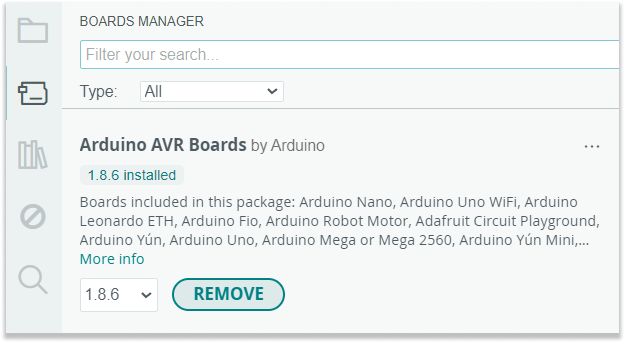 BOARDS MANAGER
Filter your search...
Type: All
Arduino AVR Boards by Arduino
1.8.6 installed
Boards included in this package: Arduino Nano, Arduino Uno WiFi, Arduino
Leonardo ETH, Arduino Fio, Arduino Robot Motor, Adafruit Circuit Playground,
Arduino Yún, Arduino Uno, Arduino Mega or Mega 2560, Arduino Yún Mini,...
More info
1.8.6 REMOVE